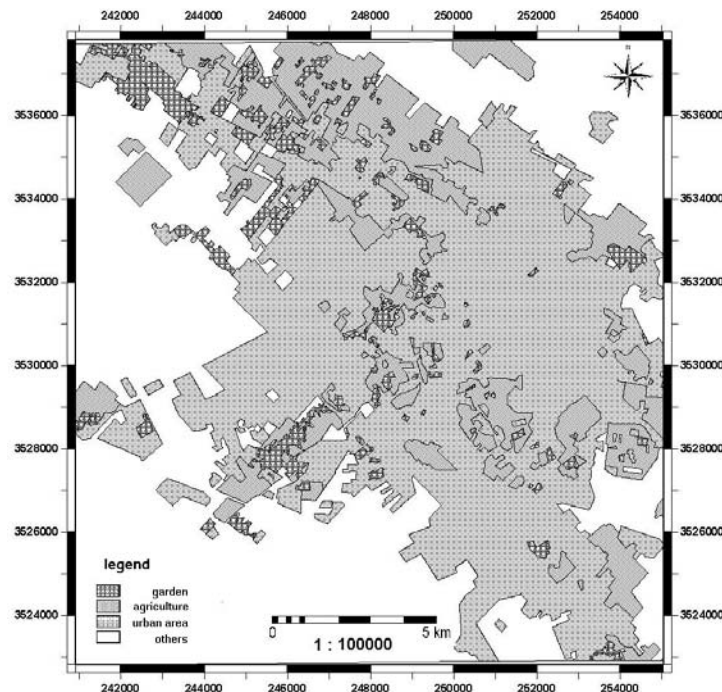 242000 244000 246000 248000 250000 252000 254000
3536000 3536000
3534000 3534000
3532000 3532000
3530000 3530000
3528000 3528000
3526000 3526000
3524000 3524000
legend
garden
agriculture
urban area
others
0 5 km
1 : 100000
242000 244000 246000 248000 250000 252000 254000